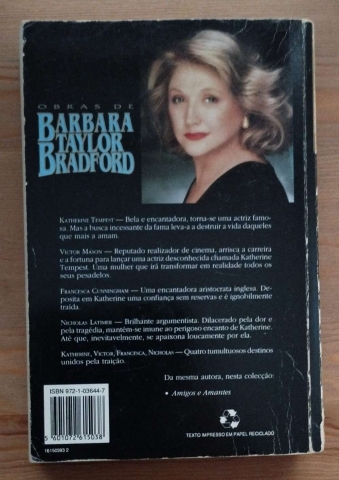 OBRAS DE
BARBARA
TAYLOR
BRADFORD
KATHERINE TEMPEST — Bela e encantadora, torna-se uma actriz famo-
sa. Mas a busca incessante da fama leva-a a destruir a vida daqueles
que mais a amam.
VICTOR MASON — Reputado realizador de cinema, arrisca a carreira
e a fortuna para lançar uma actriz desconhecida chamada Katherine
Tempest. Uma mulher que irá transformar em realidade todos os
seus pesadelos.
FRANCESCA CUNNINGHAM — Uma encantadora aristocrata inglesa. De-
posita em Katherine uma confiança sem reservas e é ignobilmente
traída.
NICHOLAS LATIMER — Brilhante argumentista. Dilacerado pela dor e
pela tragédia, mantém-se imune ao perigoso encanto de Katherine.
Até que, inevitavelmente, se apaixona loucamente por ela.
KATHERINE, VICTOR, FRANCESCA, NICHOLAS — Quatro tumultuosos destinos
unidos pela traição.
Da mesma autora, nesta colecção:
• Amigos e Amantes
ISBN 972-1-03644-7
5 601072 615038
16150393.2
TEXTO IMPRESSO EM PAPEL RECICLADO